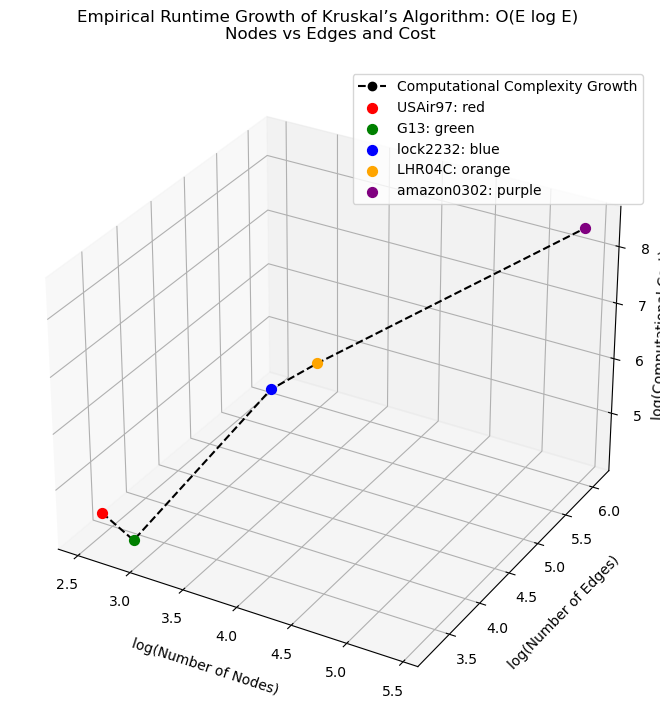 Empirical Runtime Growth of Kruskal’s Algorithm: O(E log E)
Nodes vs Edges and Cost
Computational Complexity Growth
USAir97: red
G13: green
lock2232: blue
LHR04C: orange
amazon0302: purple
8
7
6
5
log(Computational
6.0
5.5
5.0
4.5
4.0
3.5
log(Number of Edges)
2.5
3.0
3.5
4.0
4.5
5.0
5.5
log(Number of Nodes)